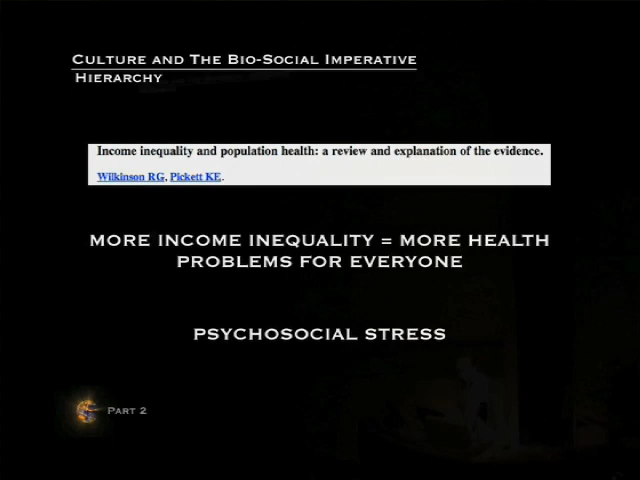 CULTURE AND THE BIO-SOCIAL IMPERATIVE
HIERARCHY
Income inequality and population health: a review and explanation of the evidence.
Wilkinson RG, Pickett KE.
MORE INCOME INEQUALITY = MORE HEALTH
PROBLEMS FOR EVERYONE
PSYCHOSOCIAL STRESS
PART 2